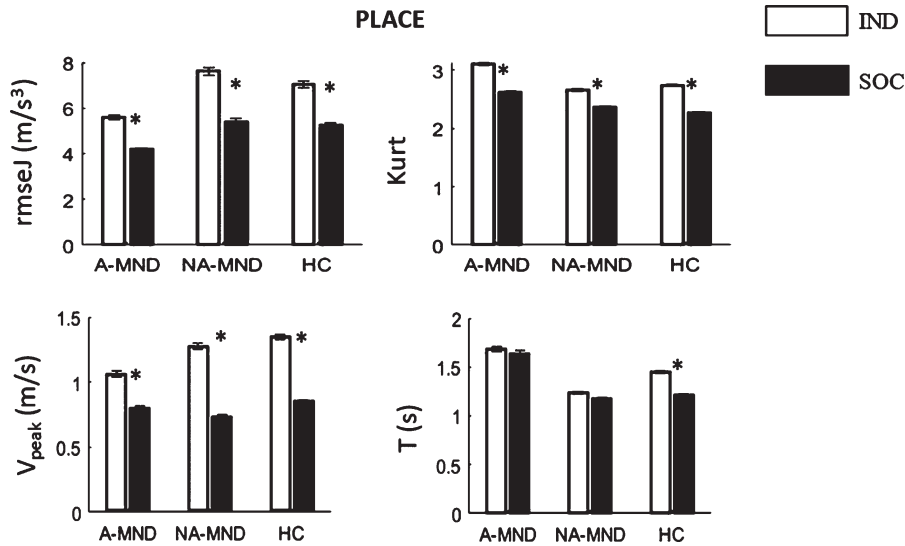 PLACE
IND
SOC
rmseJ (m/s³)
8
6
4
2
0
*
*
*
A-MND NA-MND HC
Kurt
3
2
1
0
*
*
*
A-MND NA-MND HC
Vpeak (m/s)
1.5
1
0.5
0
*
*
*
A-MND NA-MND HC
T (s)
2
1.5
1
0.5
0
*
A-MND NA-MND HC